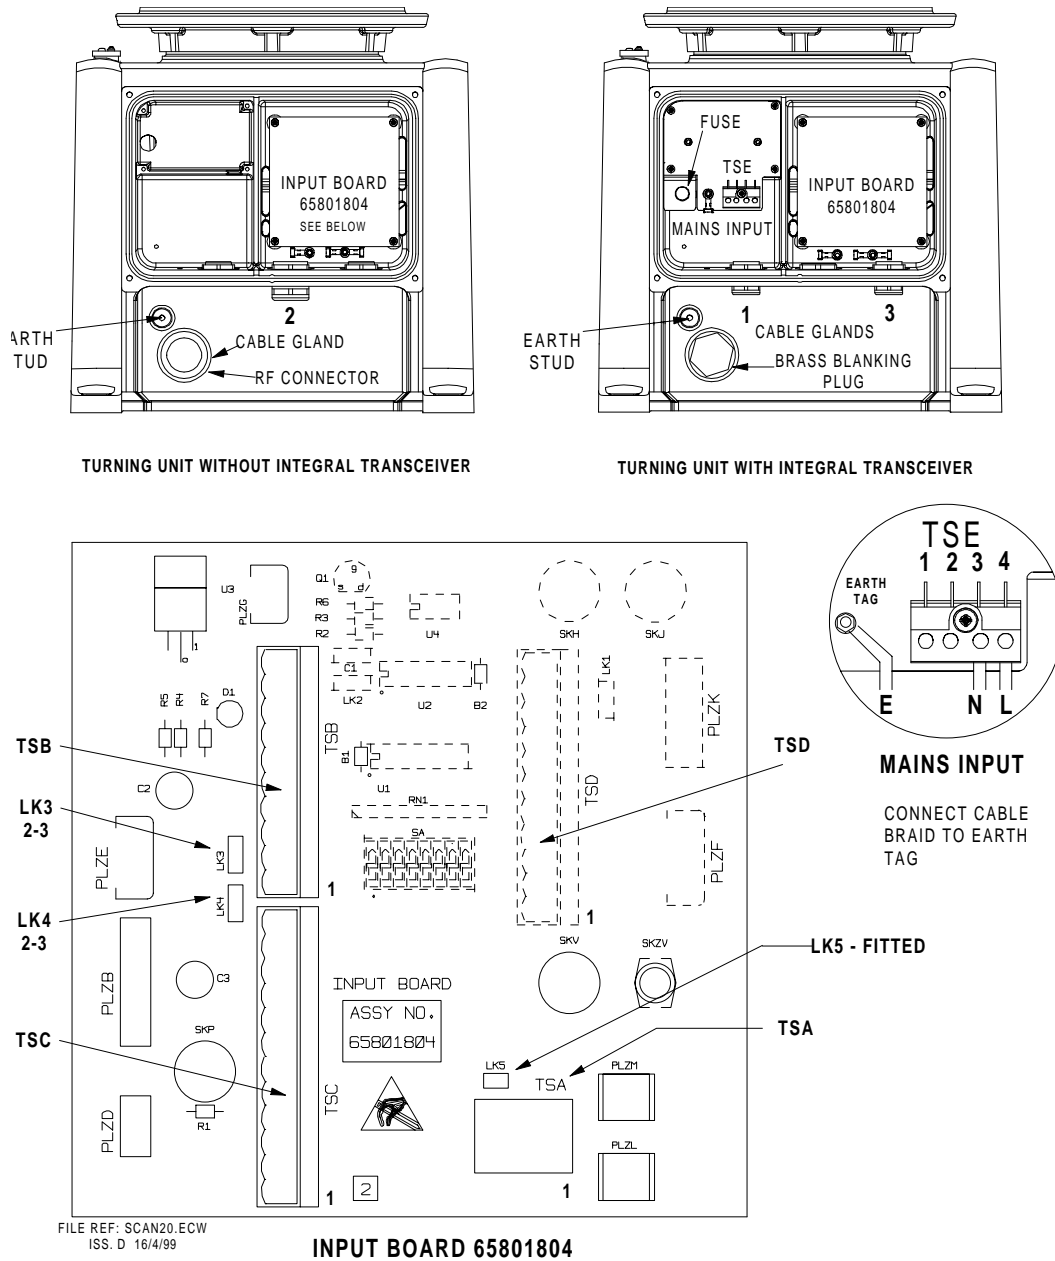 INPUT BOARD
65801804
SEE BELOW
2
ARTH
TUD
CABLE GLAND
RF CONNECTOR
FUSE
TSE
MAINS INPUT
INPUT BOARD
65801804
1
3
EARTH
STUD
CABLE GLANDS
BRASS BLANKING
PLUG
TURNING UNIT WITHOUT INTEGRAL TRANSCEIVER
TURNING UNIT WITH INTEGRAL TRANSCEIVER
TSE
1 2 3 4
EARTH
TAG
E
N
L
MAINS INPUT
CONNECT CABLE
BRAID TO EARTH
TAG
U3
1
PLZG
Q1
g
s
d
R6
R3
R2
U4
SKH
SKJ
C1
LK2
U2
B2
LK1
PLZK
R5
R4
R7
D1
TSB
TSB
B1
U1
TSD
TSD
C2
RN1
SA
LK3
2-3
LK3
PLZE
PLZF
LK4
2-3
LK4
1
1
SKV
SKZV
LK5 - FITTED
PLZB
C3
INPUT BOARD
ASSY NO.
65801804
SKP
TSC
TSC
TSA
LK5
TSA
PLZM
PLZD
R1
PLZL
1
2
1
FILE REF: SCAN20.ECW
ISS. D 16/4/99
INPUT BOARD 65801804